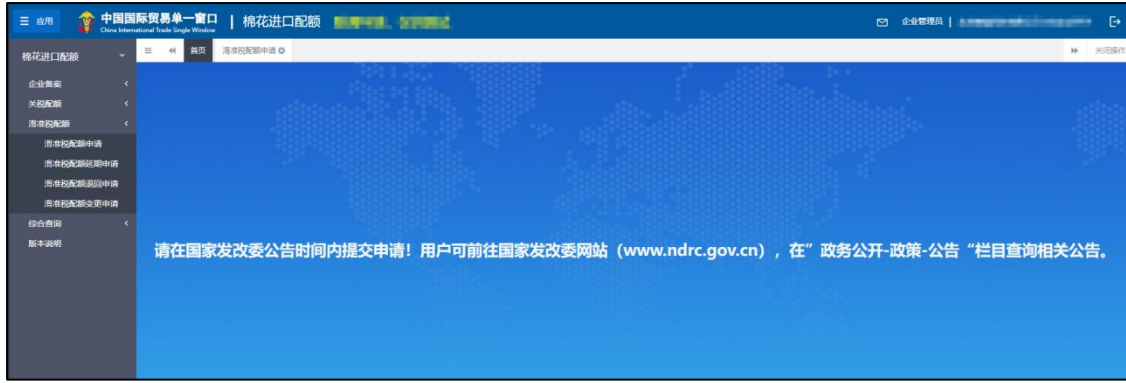 应用
中国国际贸易单一窗口
China International Trade Single Window
| 棉花进口配额
企业管理员 |
棉花进口配额
首页
滑准税配额申请
关闭操作
企业备案
关税配额
滑准税配额
滑准税配额申请
滑准税配额延期申请
滑准税配额退回申请
滑准税配额变更申请
综合查询
版本说明
请在国家发改委公告时间内提交申请！用户可前往国家发改委网站（www.ndrc.gov.cn），在”政务公开-政策-公告“栏目查询相关公告。